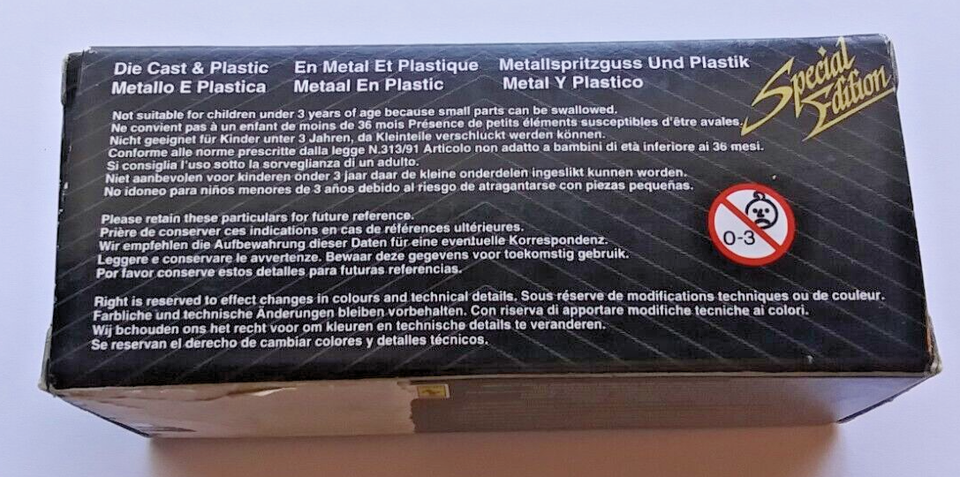 Die Cast & Plastic En Metal Et Plastique Metallspritzguss Und Plastik
Metallo E Plastica Metaal En Plastic Metal Y Plastico
Special Edition
Not suitable for children under 3 years of age because small parts can be swallowed.
Ne convient pas à un enfant de moins de 36 mois Présence de petits éléments susceptibles d'être avales.
Nicht geeignet für Kinder unter 3 Jahren, da Kleinteile verschluckt werden können.
Conforme alle norme prescritte dalla legge N.313/91 Articolo non adatto a bambini di età inferiore ai 36 mesi.
Si consiglia l'uso sotto la sorveglianza di un adulto.
Niet aanbevolen voor kinderen onder 3 jaar daar de kleine onderdelen ingeslikt kunnen worden.
No idoneo para niños menores de 3 años debido al riesgo de atragantarse con piezas pequeñas.
0-3
Please retain these particulars for future reference.
Prière de conserver ces indications en cas de références ultérieures.
Wir empfehlen die Aufbewahrung dieser Daten für eine eventuelle Korrespondenz.
Leggere e conservare le avvertenze. Bewaar deze gegevens voor toekomstig gebruik.
Por favor conserve estos detalles para futuras referencias.
Right is reserved to effect changes in colours and technical details. Sous réserve de modifications techniques ou de couleur.
Farbliche und technische Änderungen bleiben vorbehalten. Con riserva di apportare modifiche tecniche ai colori.
Wij bchouden ons het recht voor om kleuren en technische details te veranderen.
Se reservan el derecho de cambiar colores y detalles técnicos.